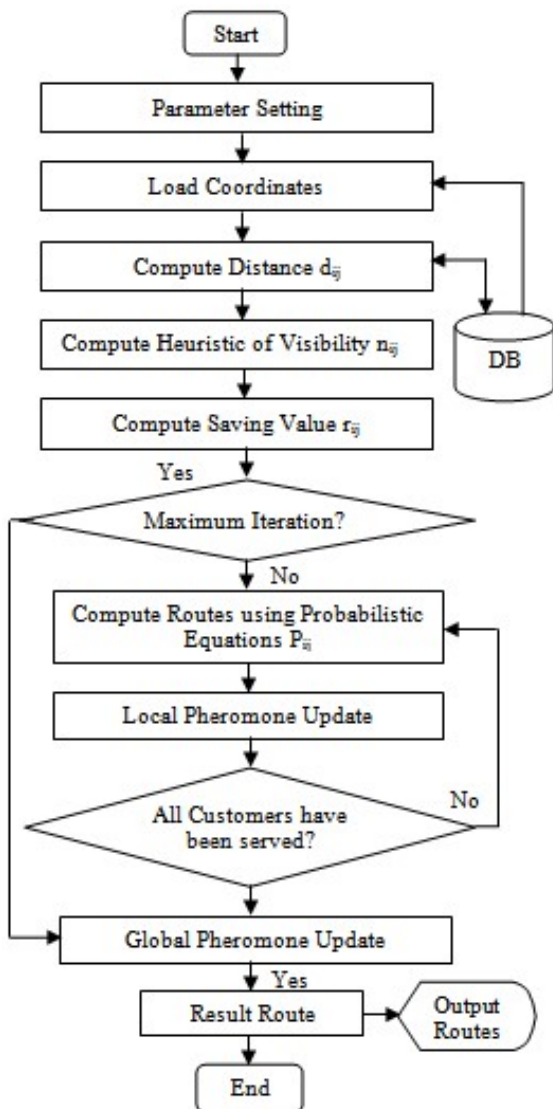 Start
Parameter Setting
Load Coordinates
Compute Distance dij
DB
Compute Heuristic of Visibility nij
Compute Saving Value rij
Yes
Maximum Iteration?
No
Compute Routes using Probabilistic
Equations Pij
Local Pheromone Update
All Customers have
been served?
No
Global Pheromone Update
Yes
Result Route
Output
Routes
End